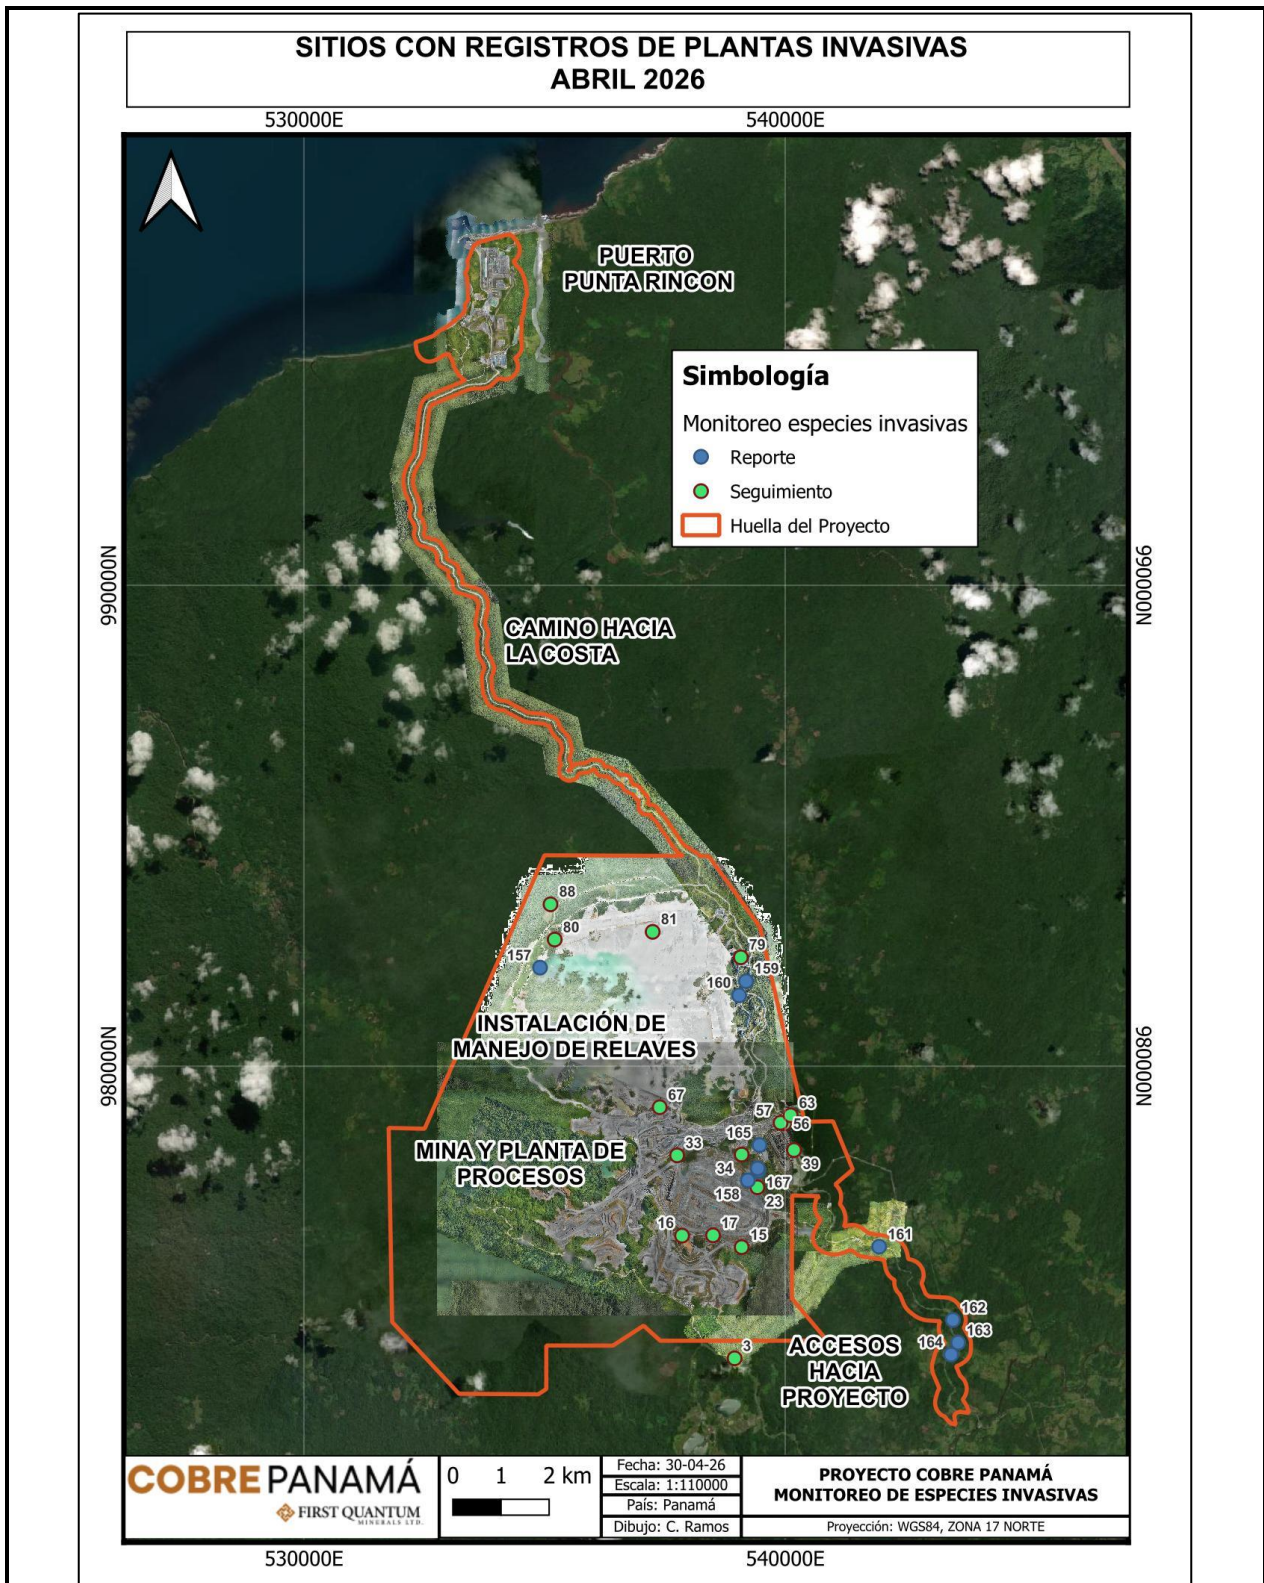 SITIOS CON REGISTROS DE PLANTAS INVASIVAS
ABRIL 2026
530000E
540000E
PUERTO
PUNTA RINCON
Simbología
Monitoreo especies invasivas
Reporte
Seguimiento
Huella del Proyecto
990000N
990000N
CAMINO HACIA
LA COSTA
88
80
81
157
79
159
160
INSTALACIÓN DE
MANEJO DE RELAVES
980000N
980000N
67
57
63
56
165
33
39
MINA Y PLANTA DE
PROCESOS
34
167
158
23
16
17
15
161
162
163
164
3
ACCESOS
HACIA
PROYECTO
COBRE PANAMÁ
FIRST QUANTUM
MINERALS LTD.
0 1 2 km
Fecha: 30-04-26
Escala: 1:110000
País: Panamá
Dibujo: C. Ramos
PROYECTO COBRE PANAMÁ
MONITOREO DE ESPECIES INVASIVAS
Proyección: WGS84, ZONA 17 NORTE
530000E
540000E